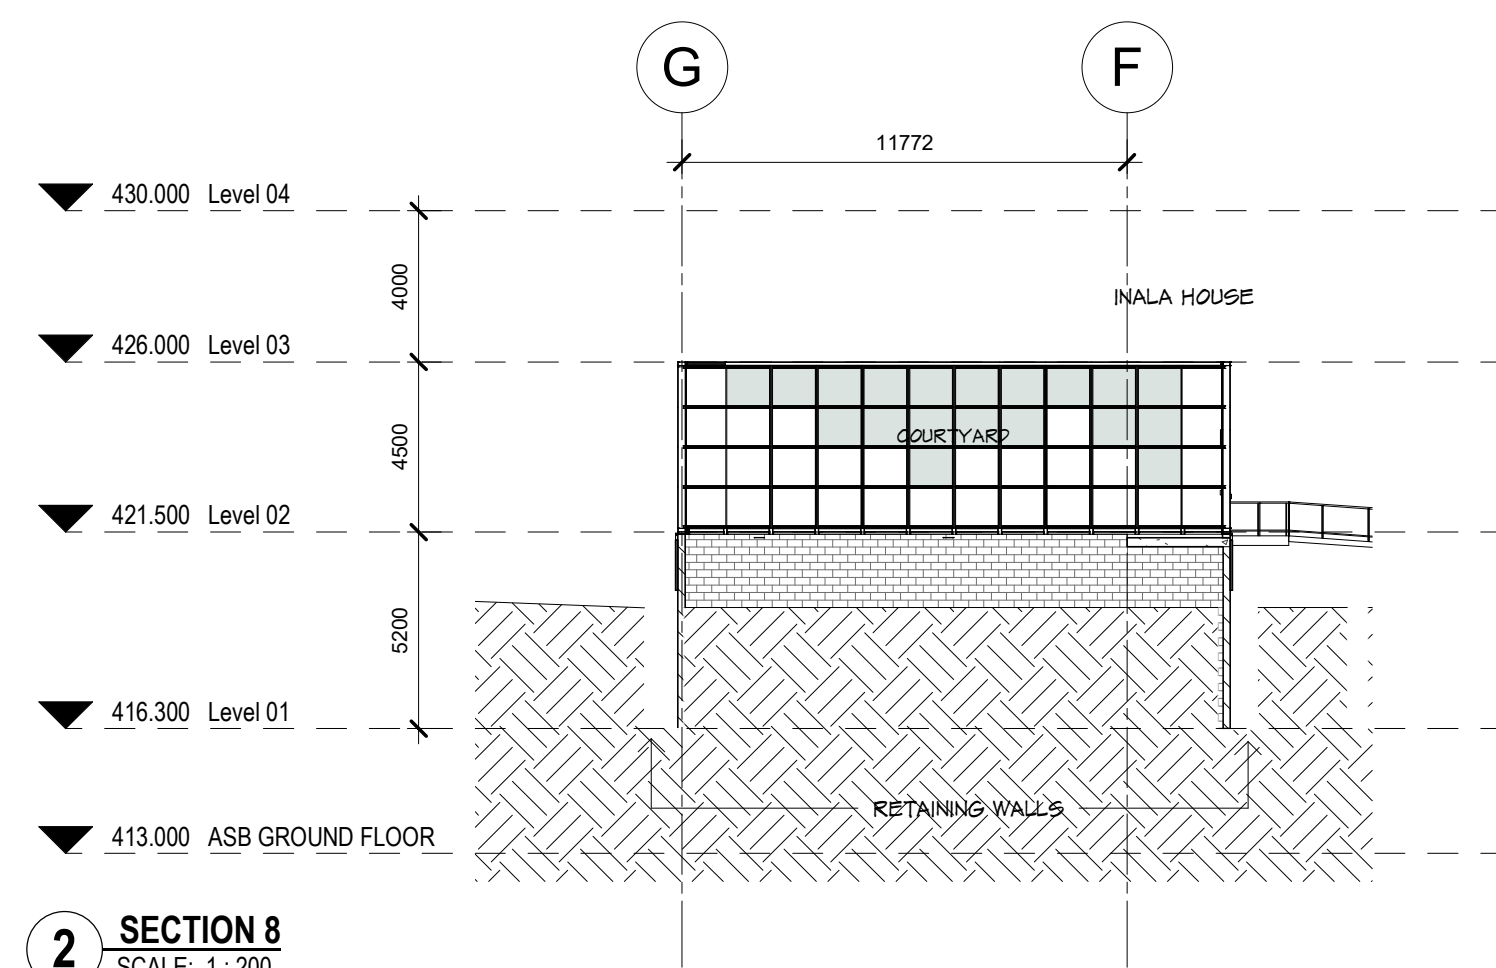 G
F
11772
430.000 Level 04
4000
INALA HOUSE
426.000 Level 03
4500
COURTYARD
421.500 Level 02
5200
416.300 Level 01
RETAINING WALLS
413.000 ASB GROUND FLOOR
2
SECTION 8
SCALE: 1 : 200